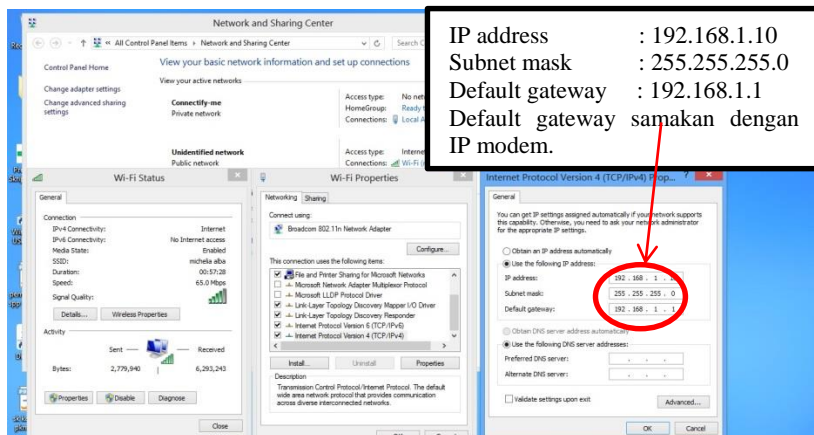 Network and Sharing Center
« All Control Panel Items › Network and Sharing Center
Search C
Control Panel Home
Change adapter settings
Change advanced sharing
settings
View your basic network information and set up connections
View your active networks
Connectify-me
Private network
Access type: No net
HomeGroup: Ready t
Connections: Local A
Unidentified network
Public network
Access type: Interne
Connections: Wi-Fi (
IP address : 192.168.1.10
Subnet mask : 255.255.255.0
Default gateway : 192.168.1.1
Default gateway samakan dengan
IP modem.
Wi-Fi Status
General
Connection
IPv4 Connectivity: Internet
IPv6 Connectivity: No Internet access
Media State: Enabled
SSID: michelia alba
Duration: 00:57:28
Speed: 65.0 Mbps
Signal Quality:
Details... Wireless Properties
Activity
Sent Received
Bytes: 2,779,940 6,293,243
Properties Disable Diagnose
Close
Wi-Fi Properties
Networking Sharing
Connect using:
Broadcom 802.11n Network Adapter
Configure...
This connection uses the following items:
File and Printer Sharing for Microsoft Networks
Microsoft Network Adapter Multiplexor Protocol
Microsoft LLDP Protocol Driver
Link-Layer Topology Discovery Mapper I/O Driver
Link-Layer Topology Discovery Responder
Internet Protocol Version 6 (TCP/IPv6)
Internet Protocol Version 4 (TCP/IPv4)
Install... Uninstall Properties
Description
Transmission Control Protocol/Internet Protocol. The default
wide area network protocol that provides communication
across diverse interconnected networks.
Internet Protocol Version 4 (TCP/IPv4) Prop... ?
General
You can get IP settings assigned automatically if your network supports
this capability. Otherwise, you need to ask your network administrator
for the appropriate IP settings.
Obtain an IP address automatically
Use the following IP address:
IP address: 192 . 168 . 1 .
Subnet mask: 255 . 255 . 255 . 0
Default gateway: 192 . 168 . 1 . 1
Obtain DNS server address automatically
Use the following DNS server addresses:
Preferred DNS server: . . .
Alternate DNS server: . . .
Validate settings upon exit
Advanced...
OK Cancel